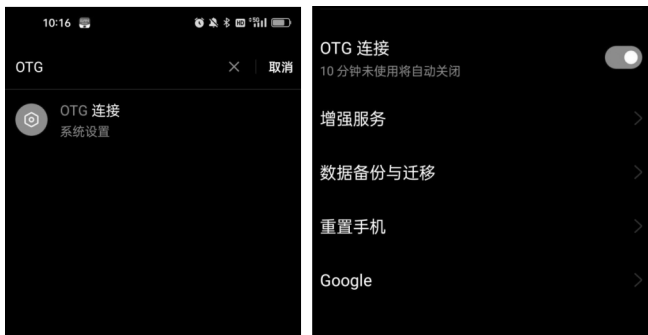 10:16
HD 5G
OTG
取消
OTG 连接
系统设置
OTG 连接
10 分钟未使用将自动关闭
增强服务
数据备份与迁移
重置手机
Google